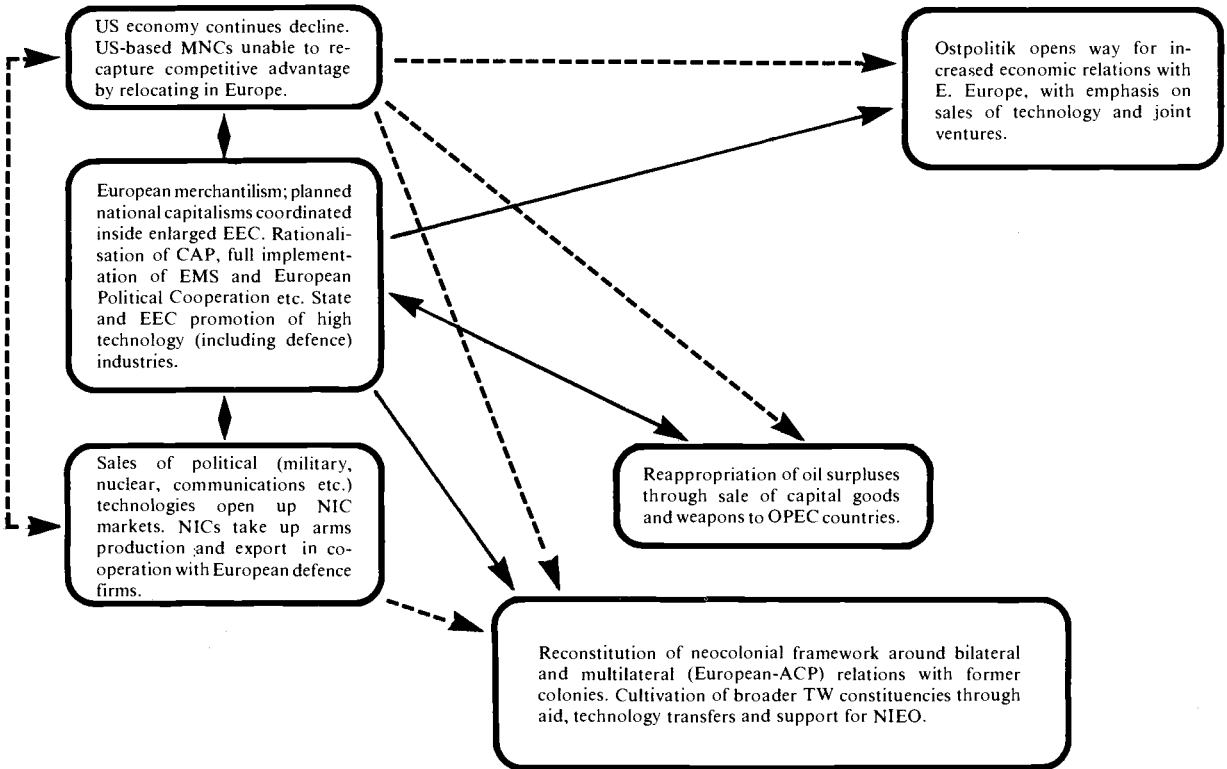 US economy continues decline.
US-based MNCs unable to re-
capture competitive advantage
by relocating in Europe.
Ostpolitik opens way for in-
creased economic relations with
E. Europe, with emphasis on
sales of technology and joint
ventures.
European merchantilism; planned
national capitalisms coordinated
inside enlarged EEC. Rationali-
sation of CAP, full implement-
ation of EMS and European
Political Cooperation etc. State
and EEC promotion of high
technology (including defence)
industries.
Sales of political (military,
nuclear, communications etc.)
technologies open up NIC
markets. NICs take up arms
production and export in co-
operation with European defence
firms.
Reappropriation of oil surpluses
through sale of capital goods
and weapons to OPEC countries.
Reconstitution of neocolonial framework around bilateral
and multilateral (European-ACP) relations with former
colonies. Cultivation of broader TW constituencies through
aid, technology transfers and support for NIEO.